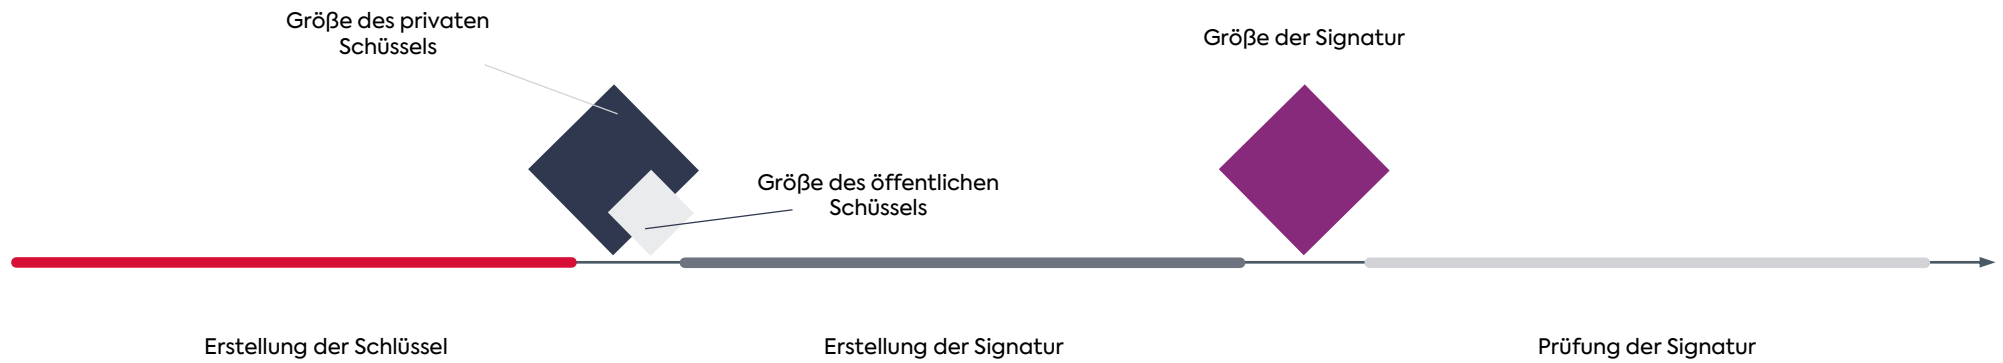 Größe des privaten
Schüssels
Größe der Signatur
Größe des öffentlichen
Schüssels
Erstellung der Schlüssel
Erstellung der Signatur
Prüfung der Signatur